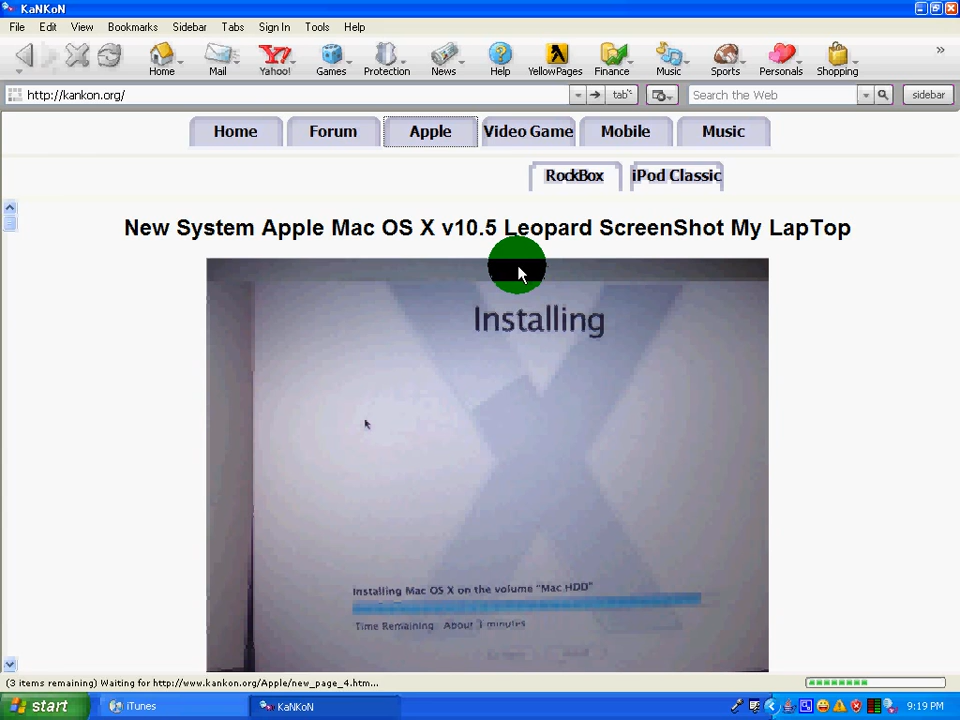 KaNKoN
File Edit View Bookmarks Sidebar Tabs Sign In Tools Help
Home Mail Yahoo! Games Protection News Help YellowPages Finance Music Sports Personals Shopping
http://kankon.org/ tab+ Search the Web sidebar
Home Forum Apple Video Game Mobile Music
RockBox iPod Classic
New System Apple Mac OS X v10.5 Leopard ScreenShot My LapTop
Installing
Installing Mac OS X on the volume "Mac HDD"
Time Remaining: About minutes
(3 items remaining) Waiting for http://www.kankon.org/Apple/new_page_4.htm...
start iTunes KaNKoN 9:19 PM